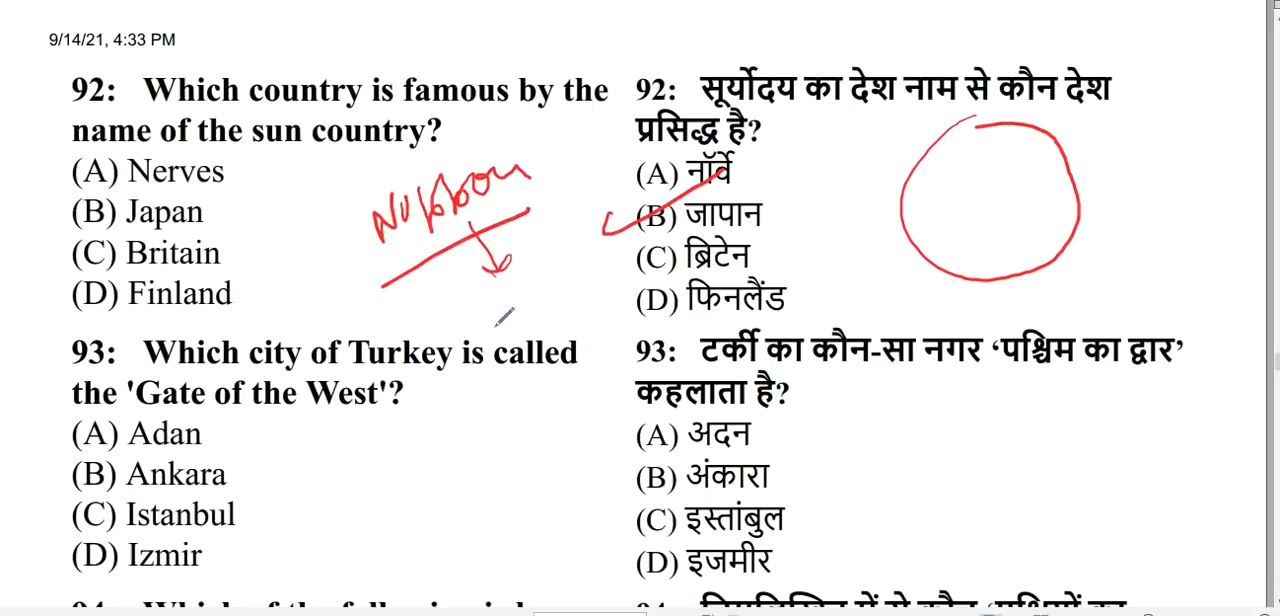 9/14/21, 4:33 PM
92: Which country is famous by the
name of the sun country?
(A) Nerves
(B) Japan
(C) Britain
(D) Finland
93: Which city of Turkey is called
the 'Gate of the West'?
(A) Adan
(B) Ankara
(C) Istanbul
(D) Izmir
92: सूर्योदय का देश नाम से कौन देश
प्रसिद्ध है?
(A) नॉर्वे
(B) जापान
(C) ब्रिटेन
(D) फिनलैंड
93: टर्की का कौन-सा नगर ‘पश्चिम का द्वार’
कहलाता है?
(A) अदन
(B) अंकारा
(C) इस्तांबुल
(D) इजमीर